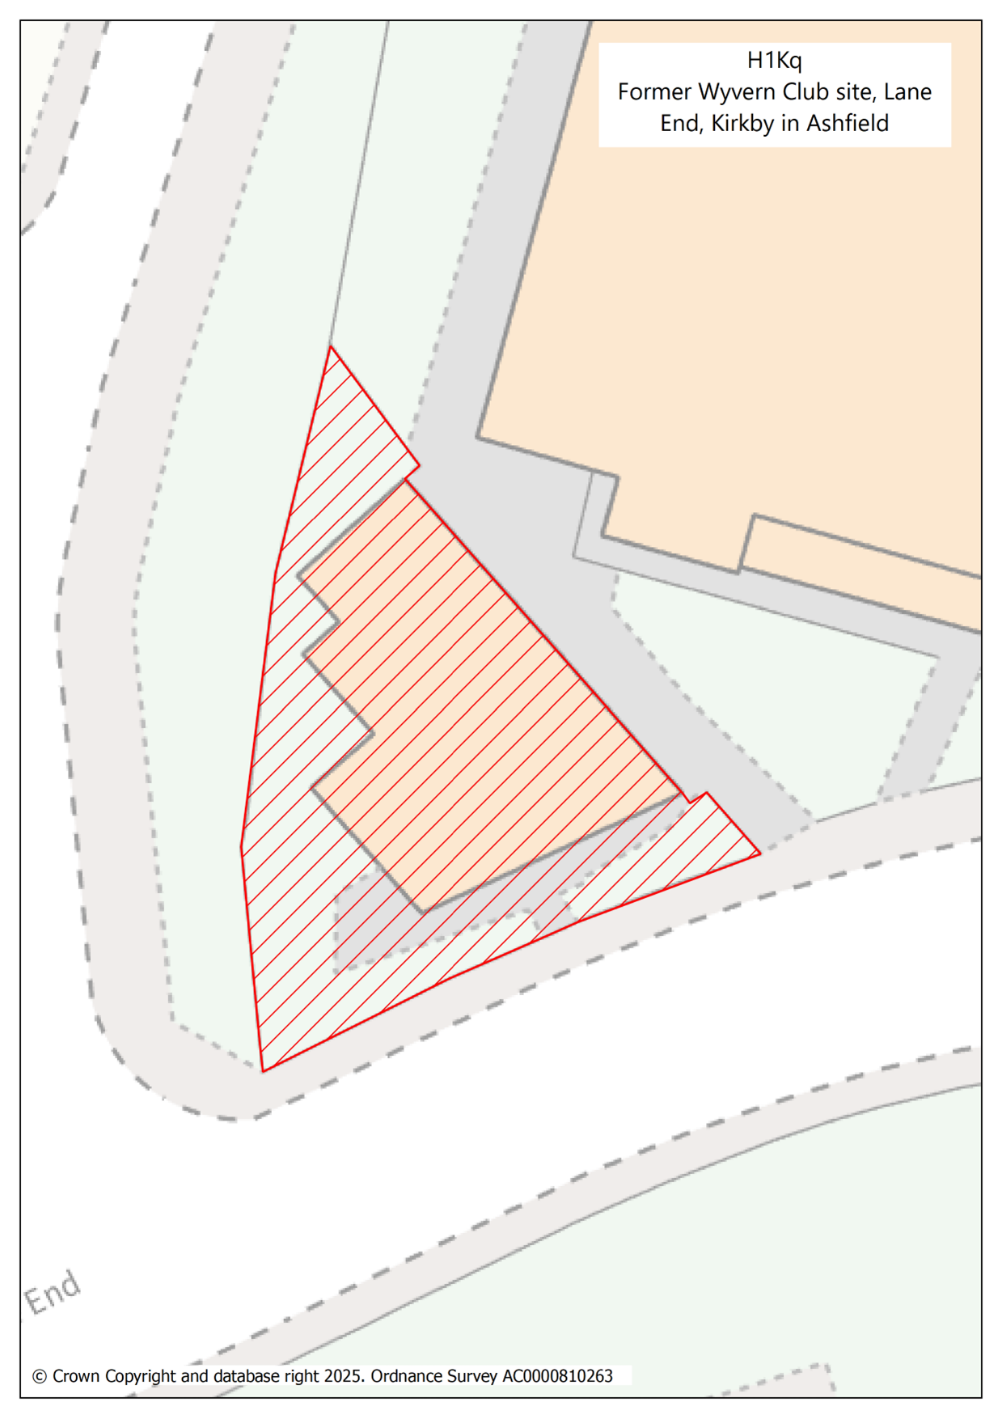 H1Kq
Former Wyvern Club site, Lane
End, Kirkby in Ashfield
End
© Crown Copyright and database right 2025. Ordnance Survey AC0000810263